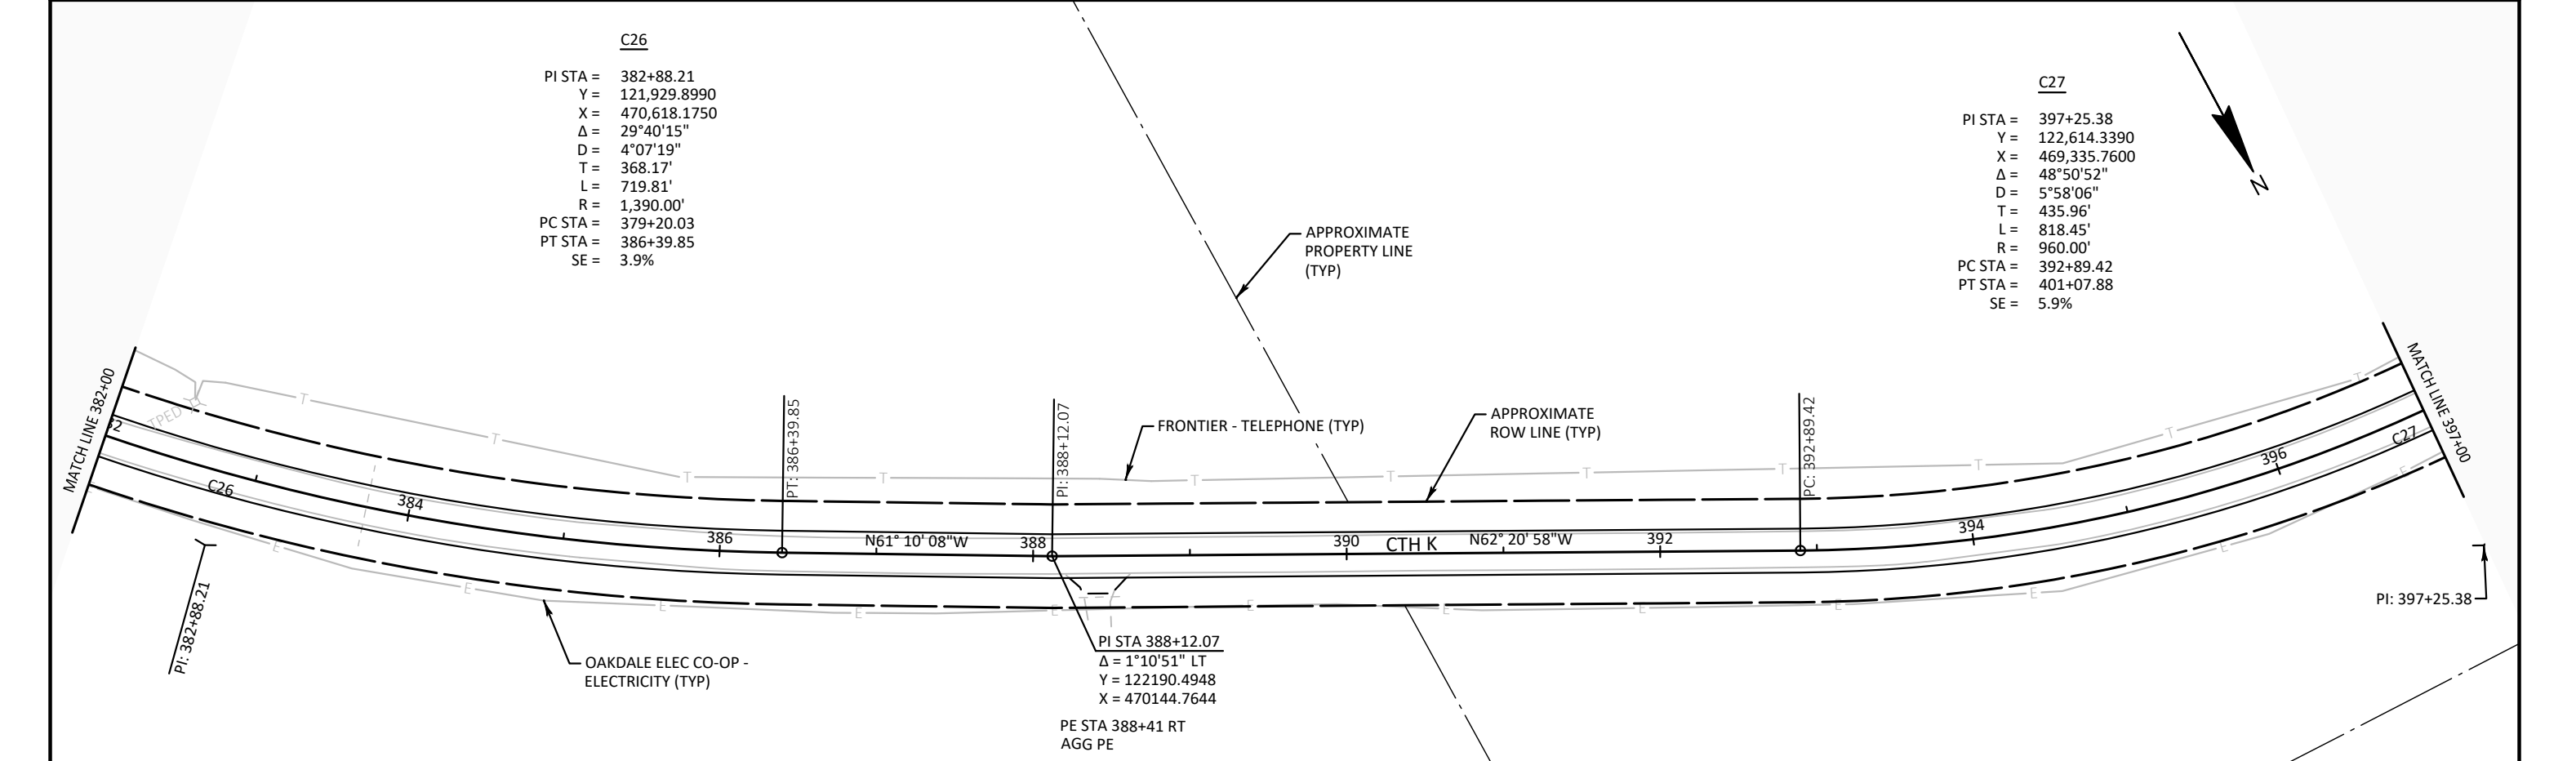 C26
PI STA = 382+88.21
Y = 121,929.8990
X = 470,618.1750
Δ = 29°40'15"
D = 4°07'19"
T = 368.17'
L = 719.81'
R = 1,390.00'
PC STA = 379+20.03
PT STA = 386+39.85
SE = 3.9%
C27
PI STA = 397+25.38
Y = 122,614.3390
X = 469,335.7600
Δ = 48°50'52"
D = 5°58'06"
T = 435.96'
L = 818.45'
R = 960.00'
PC STA = 392+89.42
PT STA = 401+07.88
SE = 5.9%
N
APPROXIMATE
PROPERTY LINE
(TYP)
MATCH LINE 382+00
MATCH LINE 397+00
TPED
T
T
T
T
T
T
T
T
T
T
T
PT: 386+39.85
PI: 388+12.07
PC: 392+89.42
FRONTIER - TELEPHONE (TYP)
APPROXIMATE
ROW LINE (TYP)
C26
384
386
N61° 10' 08"W
388
390
CTH K
N62° 20' 58"W
392
394
396
C27
E
E
E
E
E
E
E
E
E
E
E
E
PI: 382+88.21
PI: 397+25.38
OAKDALE ELEC CO-OP -
ELECTRICITY (TYP)
PI STA 388+12.07
Δ = 1°10'51" LT
Y = 122190.4948
X = 470144.7644
PE STA 388+41 RT
AGG PE